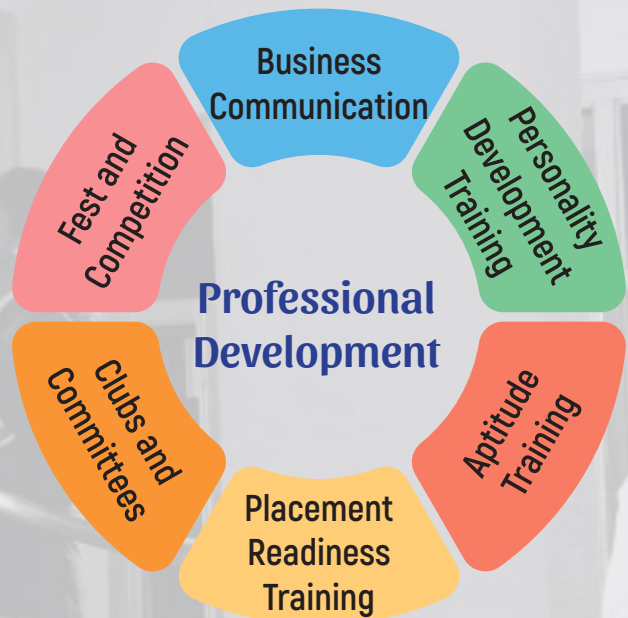 Business
Communication
Personality
Development
Training
Aptitude
Training
Placement
Readiness
Training
Clubs and
Committees
Fest and
Competition
Professional
Development